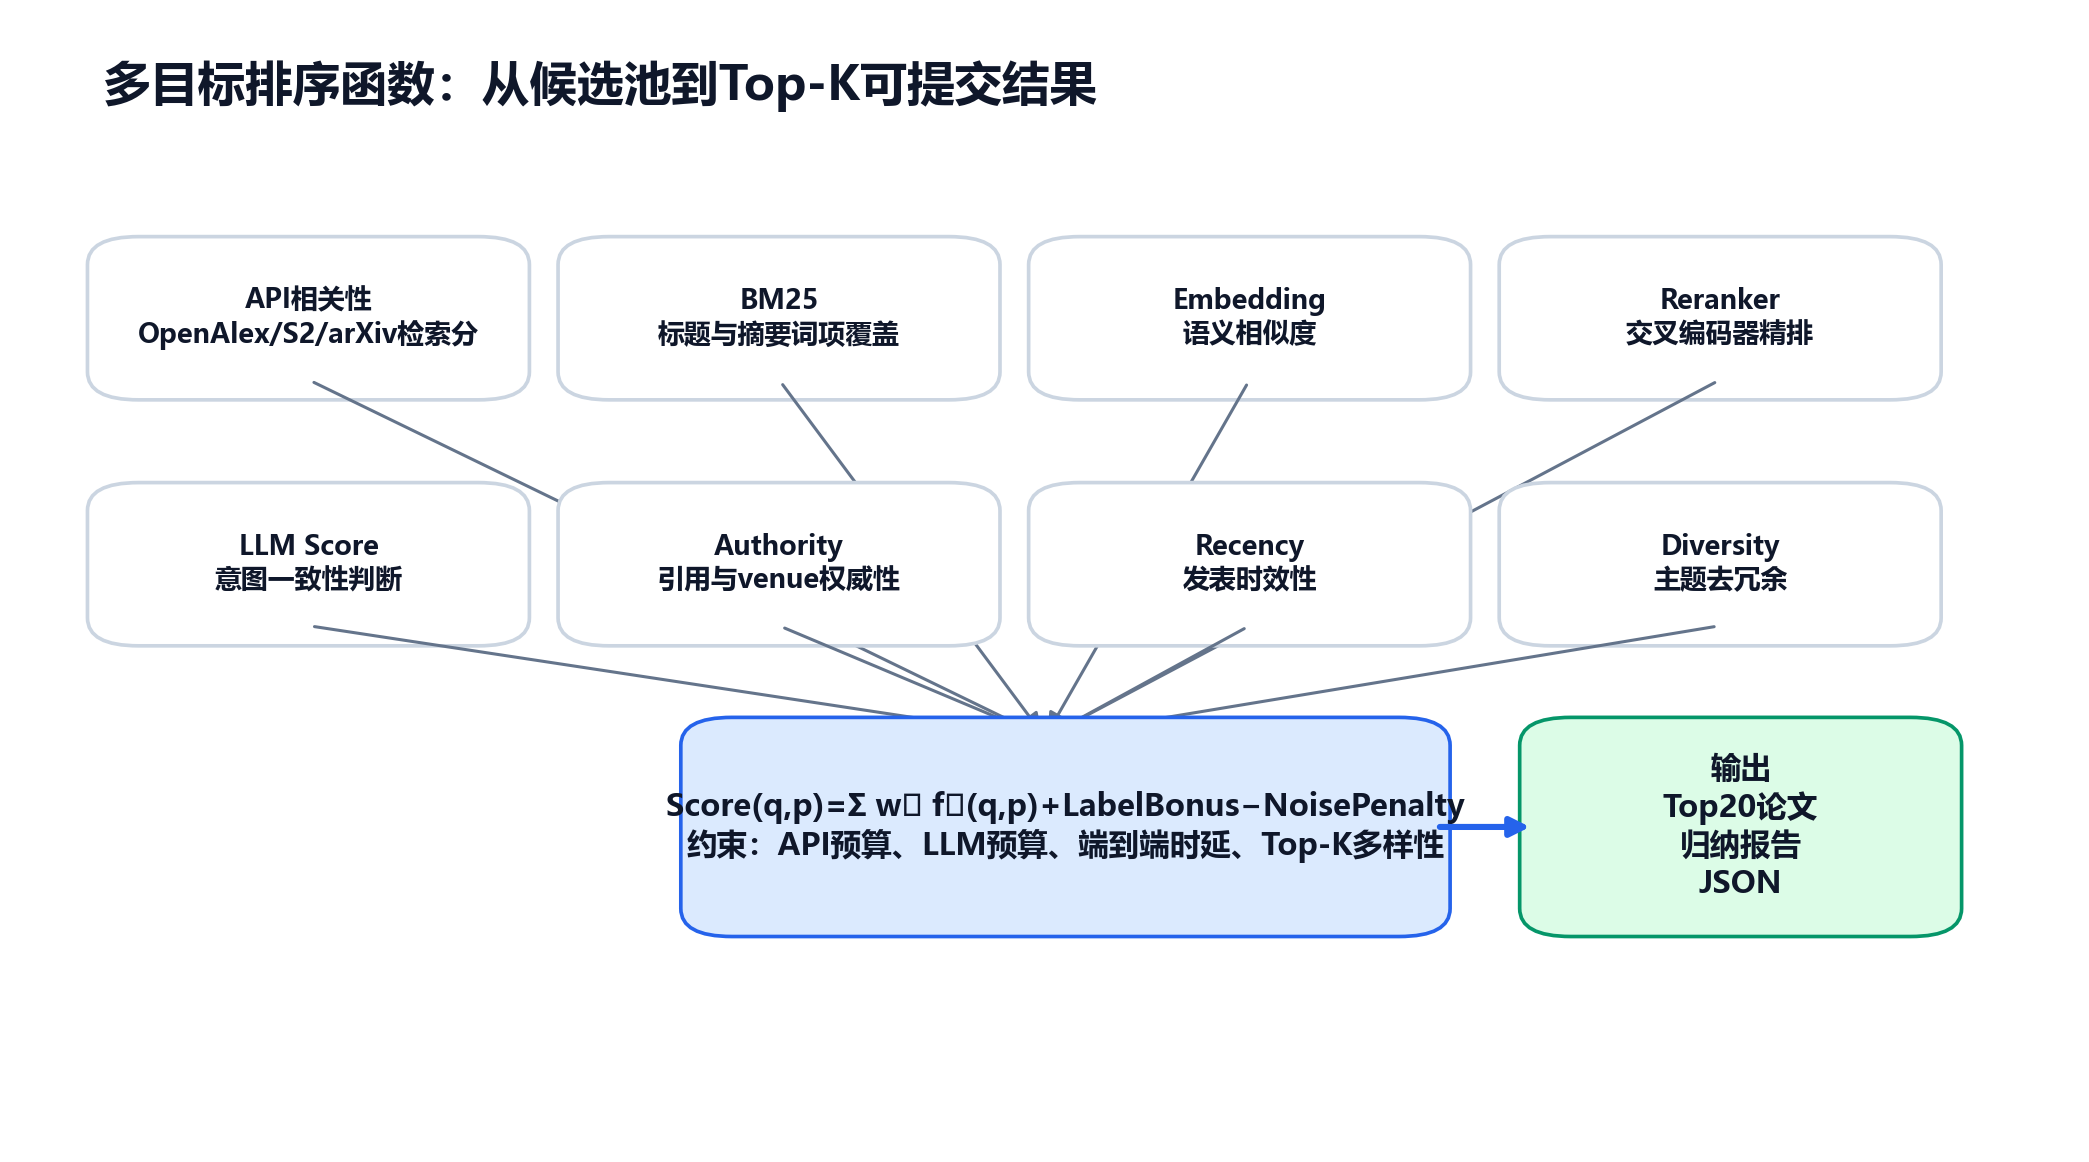 多目标排序函数：从候选池到Top-K可提交结果
API相关性
OpenAlex/S2/arXiv检索分
BM25
标题与摘要词项覆盖
Embedding
语义相似度
Reranker
交叉编码器精排
LLM Score
意图一致性判断
Authority
引用与venue权威性
Recency
发表时效性
Diversity
主题去冗余
Score(q,p)=Σ w□ f□(q,p)+LabelBonus−NoisePenalty
约束：API预算、LLM预算、端到端时延、Top-K多样性
输出
Top20论文
归纳报告
JSON